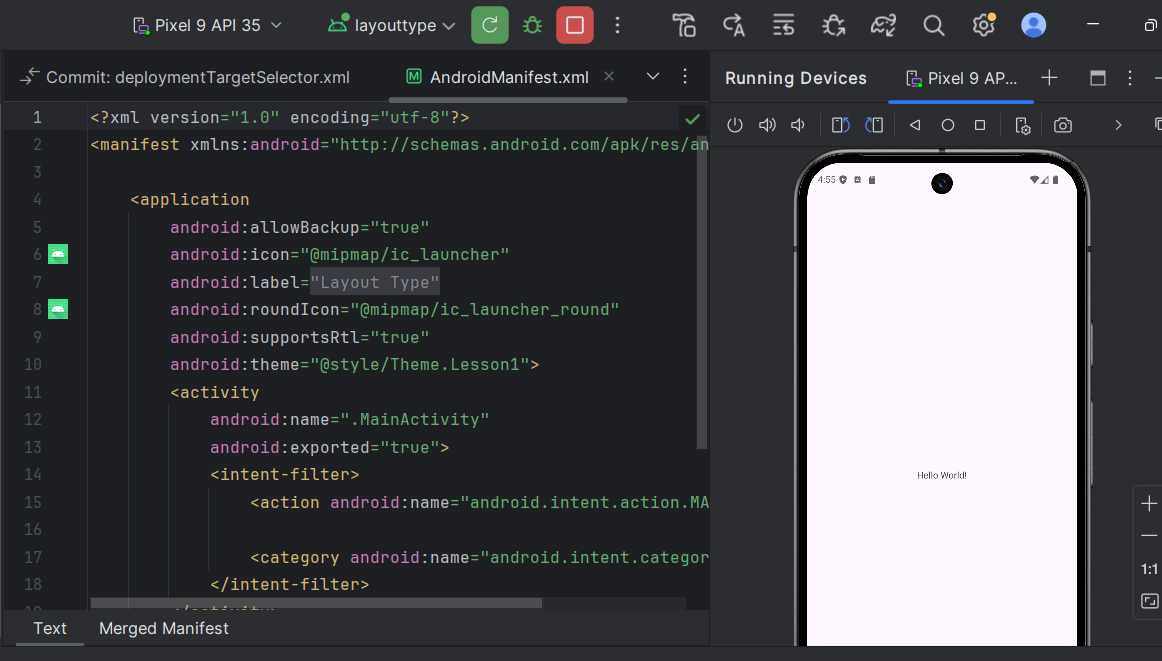 Pixel 9 API 35
layouttype
Commit: deploymentTargetSelector.xml
AndroidManifest.xml
Running Devices
Pixel 9 AP...
1 <?xml version="1.0" encoding="utf-8"?>
2 <manifest xmlns:android="http://schemas.android.com/apk/res/an
3
4 <application
5 android:allowBackup="true"
6 android:icon="@mipmap/ic_launcher"
7 android:label="Layout Type"
8 android:roundIcon="@mipmap/ic_launcher_round"
9 android:supportsRtl="true"
10 android:theme="@style/Theme.Lesson1">
11 <activity
12 android:name=".MainActivity"
13 android:exported="true">
14 <intent-filter>
15 <action android:name="android.intent.action.MA
16
17 <category android:name="android.intent.categor
18 </intent-filter>
19 </activity>
Text
Merged Manifest
4:55
Hello World!
1:1